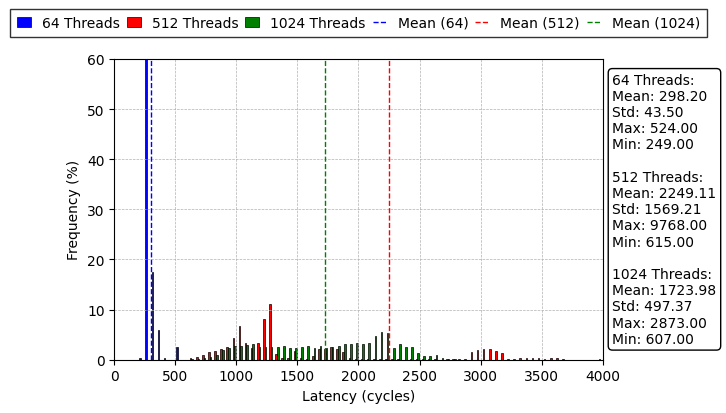 64 Threads 512 Threads 1024 Threads Mean (64) Mean (512) Mean (1024)
60
50
40
30
20
10
0
Frequency (%)
0 500 1000 1500 2000 2500 3000 3500 4000
Latency (cycles)
64 Threads:
Mean: 298.20
Std: 43.50
Max: 524.00
Min: 249.00
512 Threads:
Mean: 2249.11
Std: 1569.21
Max: 9768.00
Min: 615.00
1024 Threads:
Mean: 1723.98
Std: 497.37
Max: 2873.00
Min: 607.00